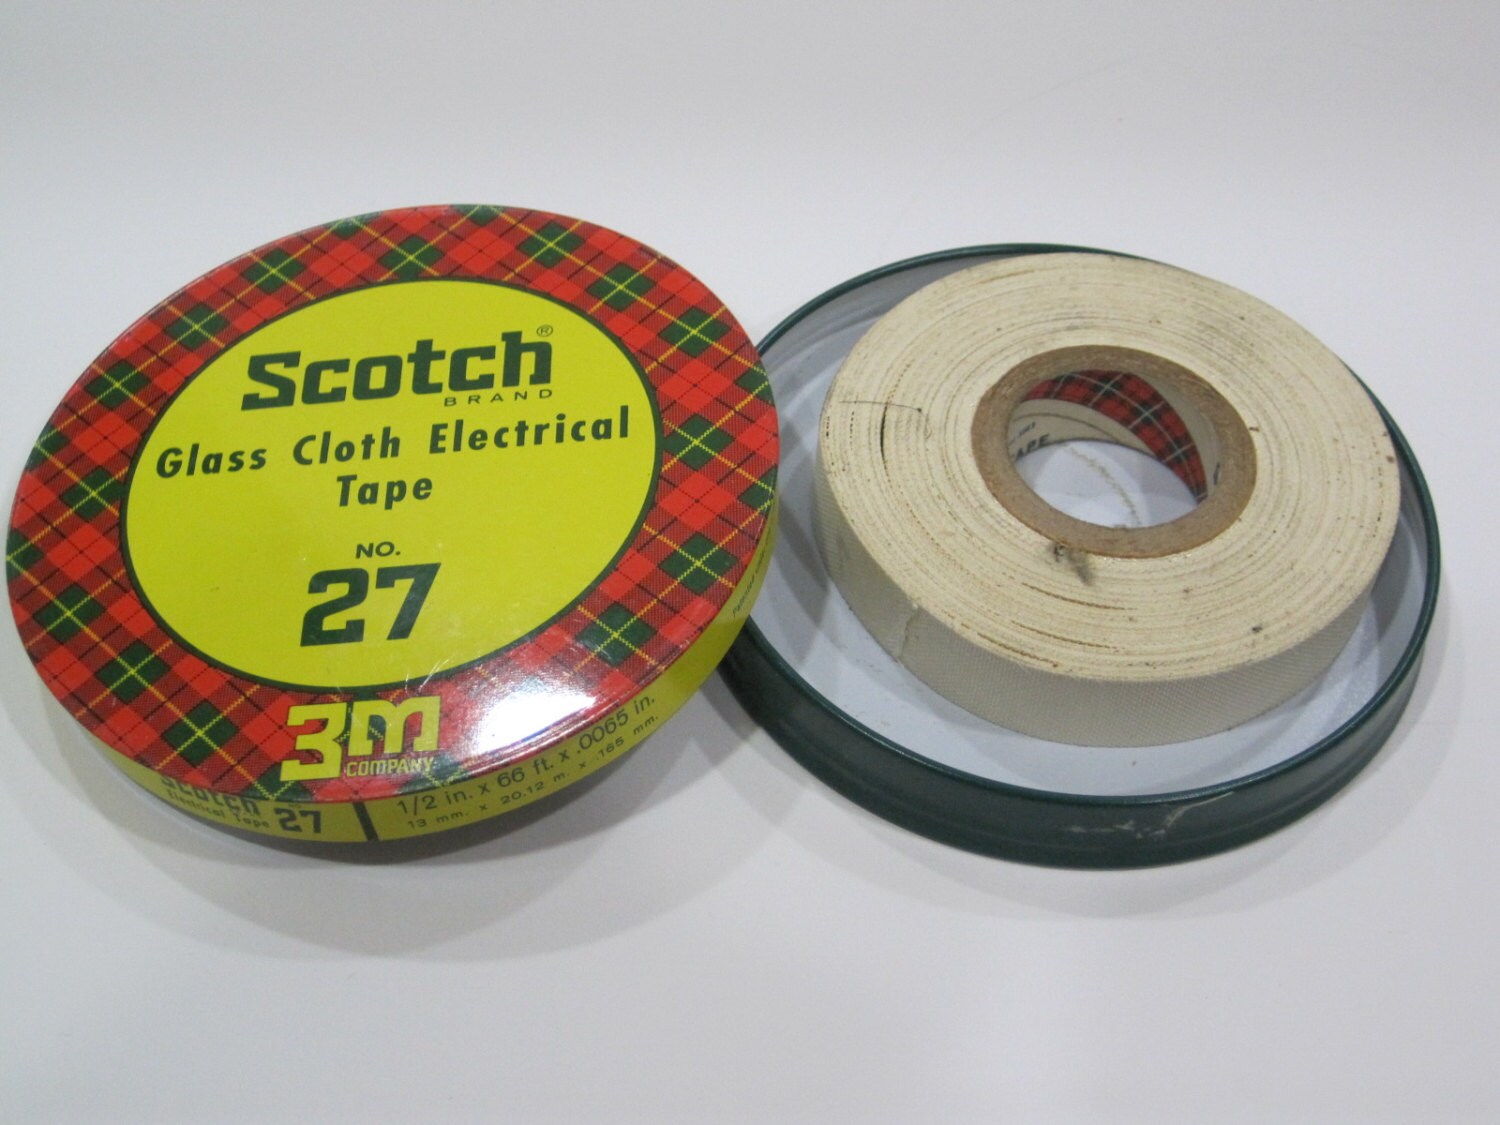 Scotch®
BRAND
Glass Cloth Electrical
Tape
NO.
27
3M
COMPANY
Scotch
Electrical Tape 27
1/2 in. x 66 ft. x .0065 in.
13 mm. x 20.12 m. x .165 mm.
APE